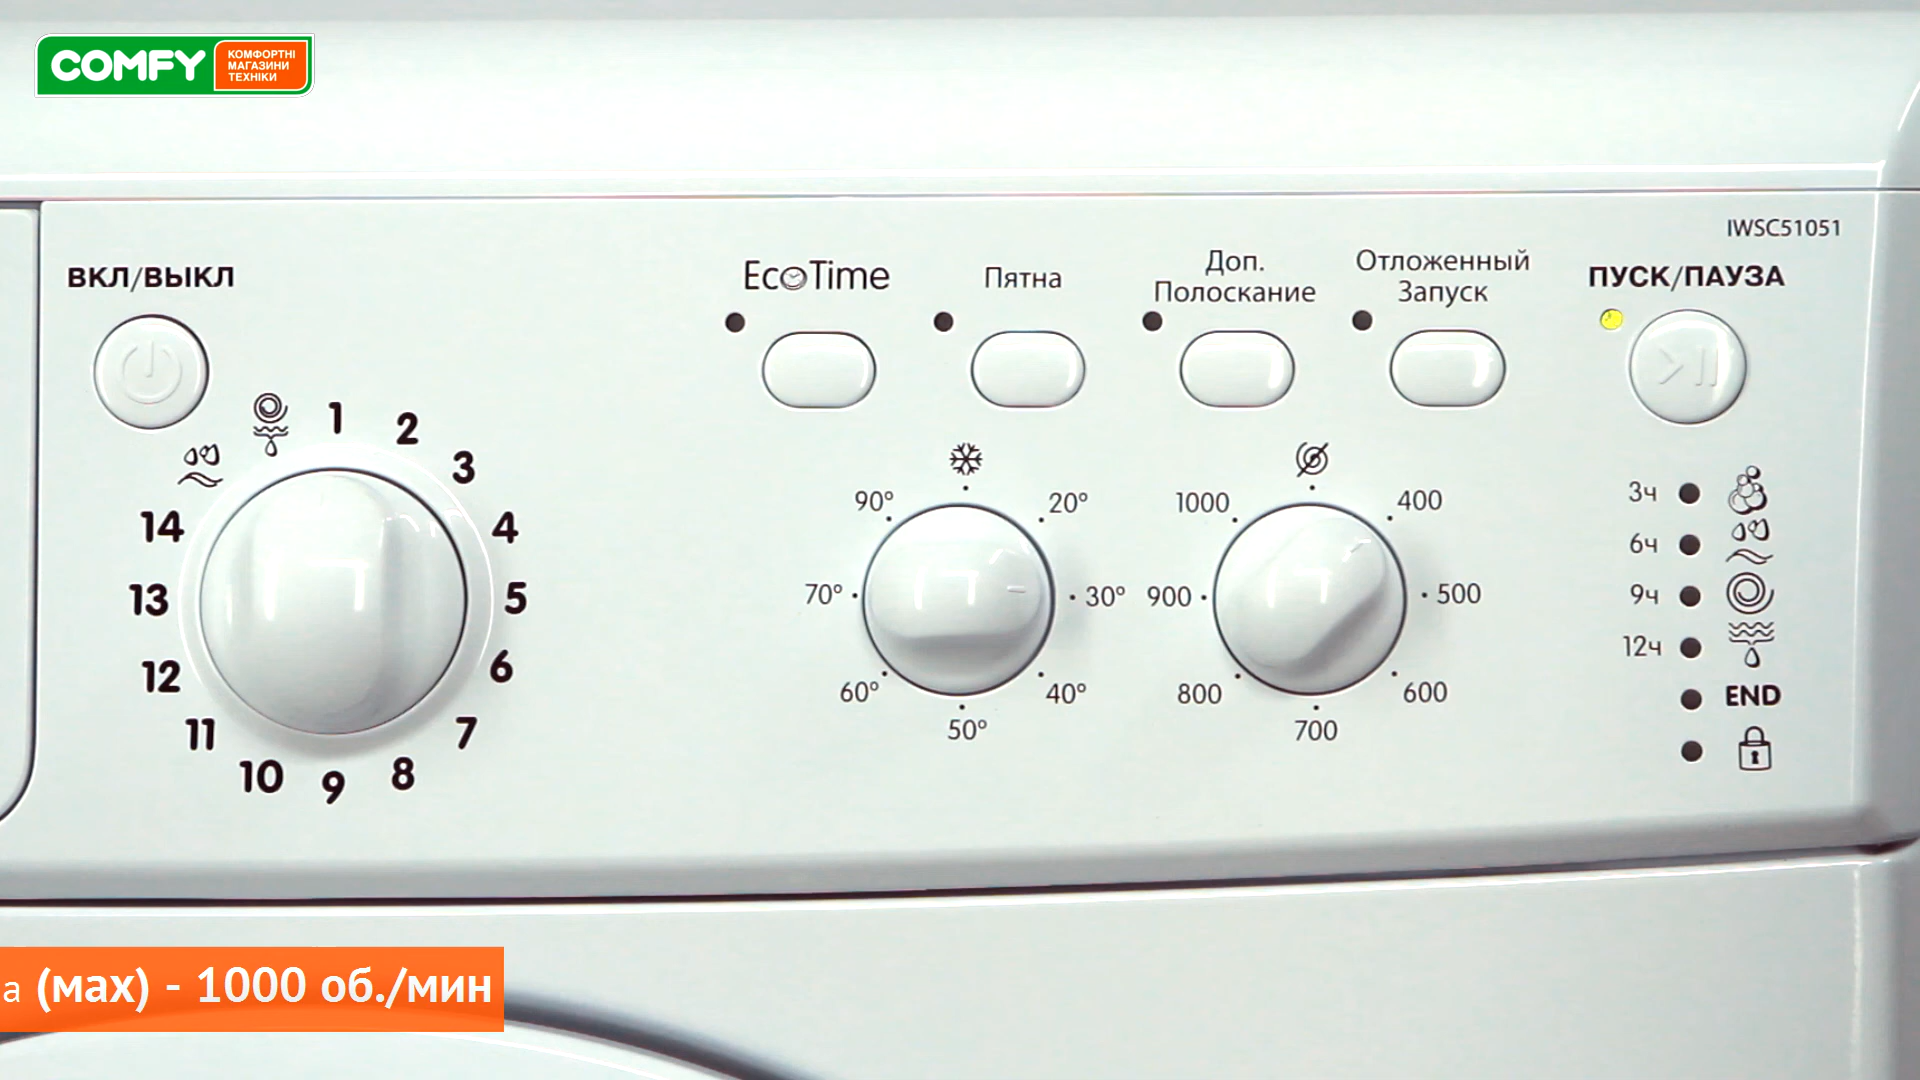 COMFY
КОМФОРТНІ
МАГАЗИНИ
ТЕХНІКИ
IWSC51051
ВКЛ/ВЫКЛ
EcoTime
Пятна
Доп.
Полоскание
Отложенный
Запуск
ПУСК/ПАУЗА
1
2
3
4
5
6
7
8
9
10
11
12
13
14
20°
30°
40°
50°
60°
70°
90°
400
500
600
700
800
900
1000
3ч
6ч
9ч
12ч
END
а (мах) - 1000 об./мин